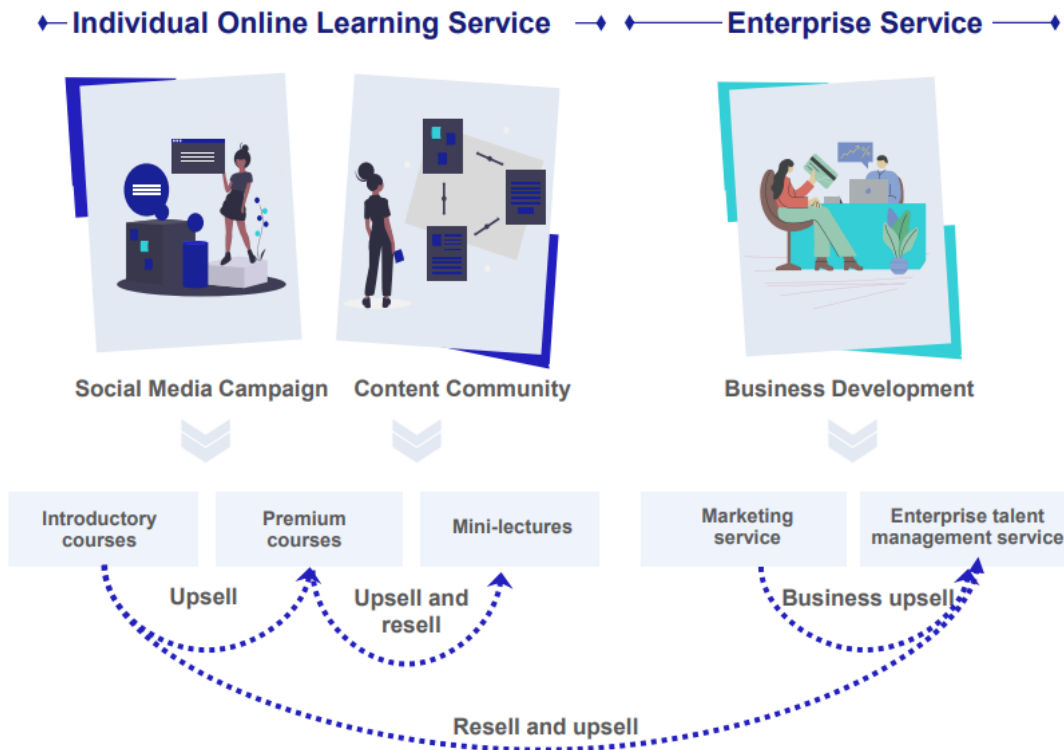 Individual Online Learning Service
Enterprise Service
Social Media Campaign
Content Community
Business Development
Introductory
courses
Premium
courses
Mini-lectures
Marketing
service
Enterprise talent
management service
Upsell
Upsell and
resell
Business upsell
Resell and upsell